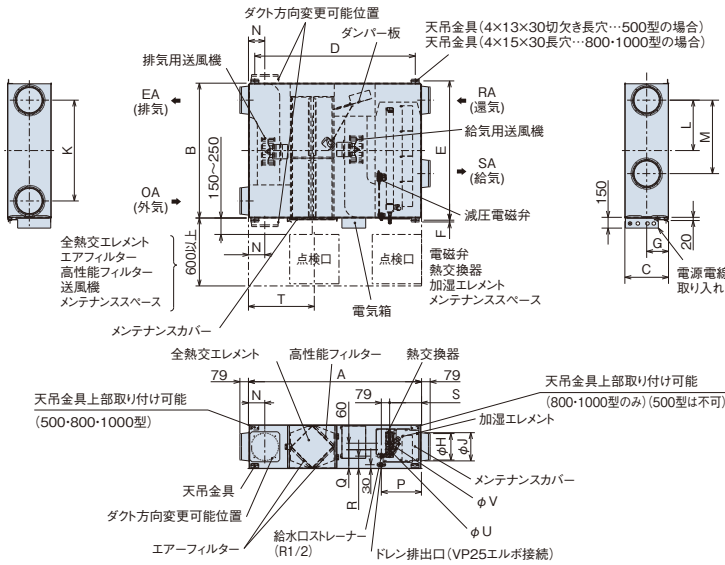 ダクト方向変更可能位置
N
D
ダンパー板
天吊金具(4×13×30切欠き長穴…500型の場合)
天吊金具(4×15×30長穴…800・1000型の場合)
排気用送風機
EA
(排気)
RA
(還気)
給気用送風機
K
B
E
L
M
SA
(給気)
OA
(外気)
150~250
減圧電磁弁
150
F
G
20
C
電源電線
取り入れ
全熱交エレメント
エアフィルター
高性能フィルター
送風機
メンテナンススペース
600以上
N
点検口
点検口
電磁弁
熱交換器
加湿エレメント
メンテナンススペース
T
メンテナンスカバー
電気箱
全熱交エレメント
高性能フィルター
熱交換器
79
A
79
天吊金具上部取り付け可能
(500・800・1000型)
N
60
79
S
天吊金具上部取り付け可能
(800・1000型のみ)(500型は不可)
加湿エレメント
φH
φJ
メンテナンスカバー
天吊金具
Q
R
30
P
φV
ダクト方向変更可能位置
φU
エアーフィルター
給水口ストレーナー
(R1/2)
ドレン排出口(VP25エルボ接続)